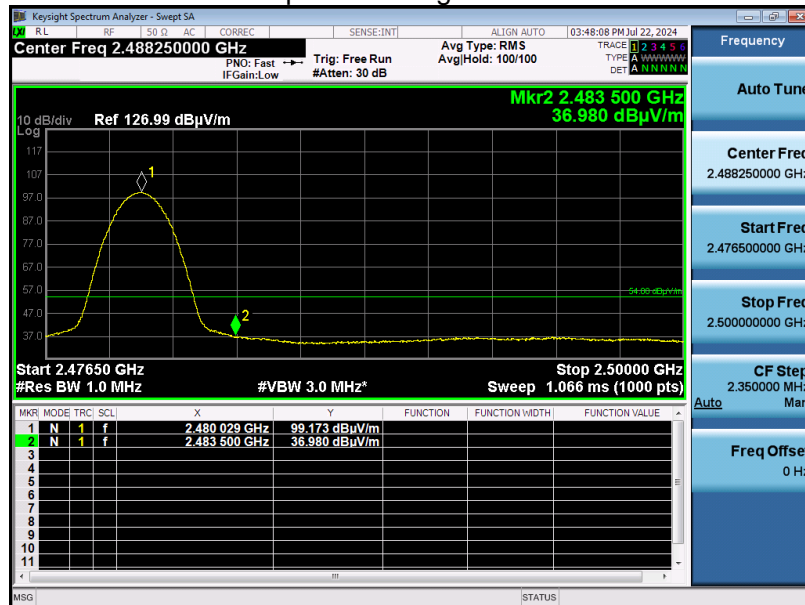 Keysight Spectrum Analyzer - Swept SA
LXI RL RF 50 Ω AC CORREC SENSE:INT ALIGN AUTO 03:48:08 PM Jul 22, 2024
Center Freq 2.488250000 GHz
PNO: Fast
IFGain:Low
Trig: Free Run
#Atten: 30 dB
Avg Type: RMS
Avg|Hold: 100/100
TRACE 1 2 3 4 5 6
TYPE A WWWWW
DET A N N N N N
Mkr2 2.483 500 GHz
36.980 dBµV/m
10 dB/div Ref 126.99 dBµV/m
Log
117
107
97.0
87.0
77.0
67.0
57.0
47.0
37.0
1
2
54.00 dBµV/m
Start 2.47650 GHz Stop 2.50000 GHz
#Res BW 1.0 MHz #VBW 3.0 MHz* Sweep 1.066 ms (1000 pts)
MKR MODE TRC SCL X Y FUNCTION FUNCTION WIDTH FUNCTION VALUE
1 N 1 f 2.480 029 GHz 99.173 dBµV/m
2 N 1 f 2.483 500 GHz 36.980 dBµV/m
3
4
5
6
7
8
9
10
11
MSG STATUS
Frequency
Auto Tune
Center Freq
2.488250000 GHz
Start Freq
2.476500000 GHz
Stop Freq
2.500000000 GHz
CF Step
2.350000 MHz
Auto Man
Freq Offset
0 Hz